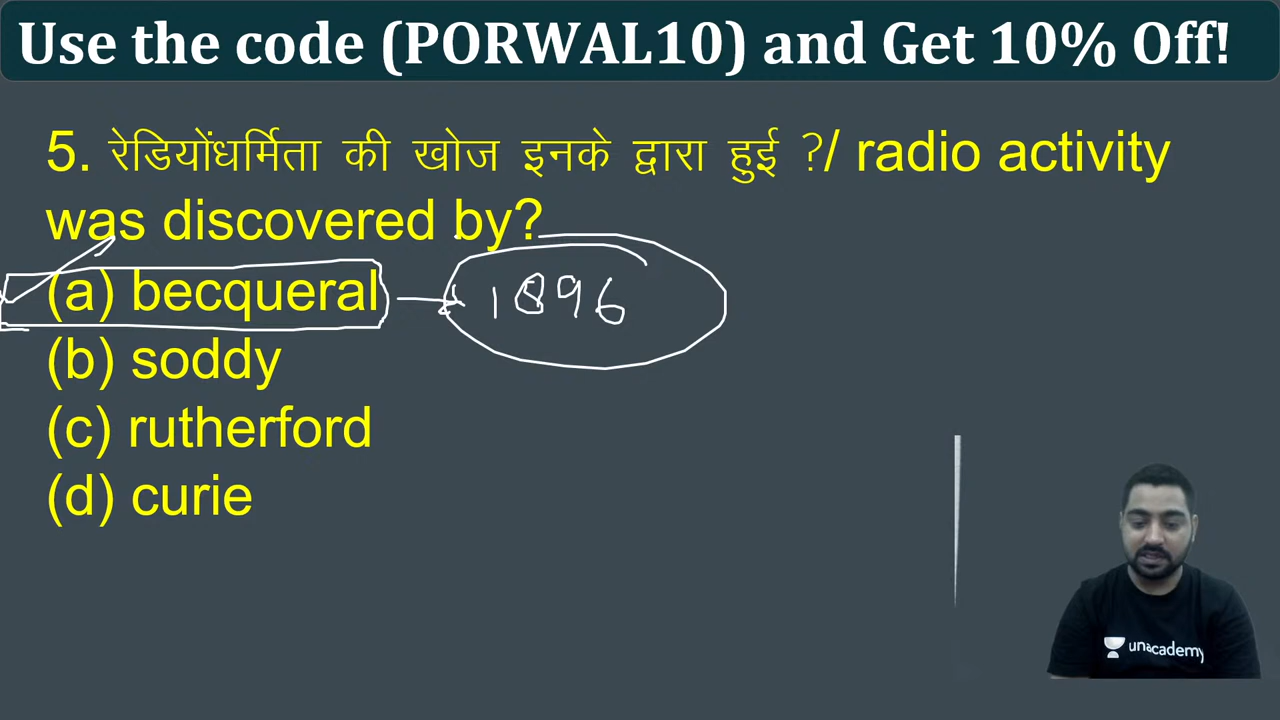 Use the code (PORWAL10) and Get 10% Off!
5. रेडियोंधर्मिता की खोज इनके द्वारा हुई ?/ radio activity
was discovered by?
(a) becqueral
1896
(b) soddy
(c) rutherford
(d) curie
unacademy